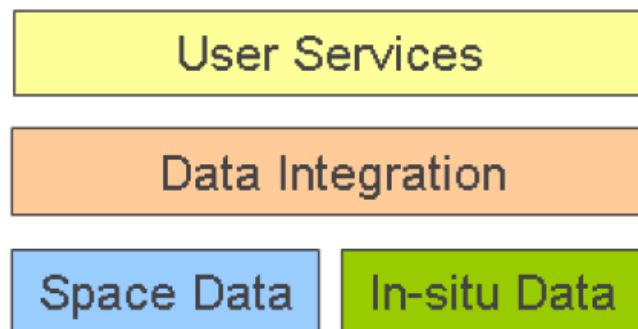 User Services
Data Integration
Space Data
In-situ Data